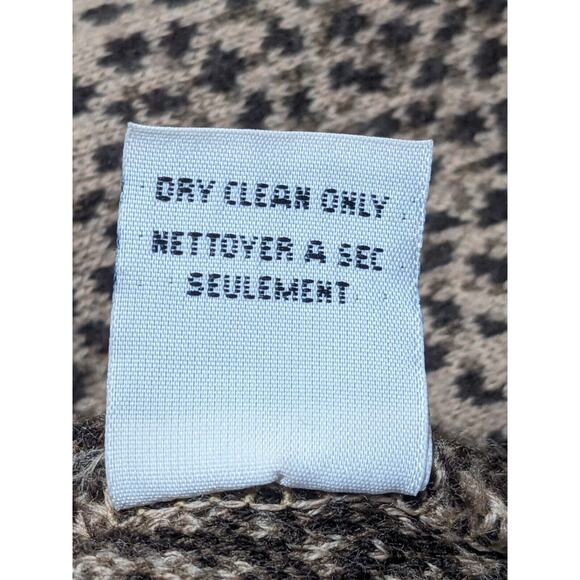 DRY CLEAN ONLY
NETTOYER A SEC
SEULEMENT